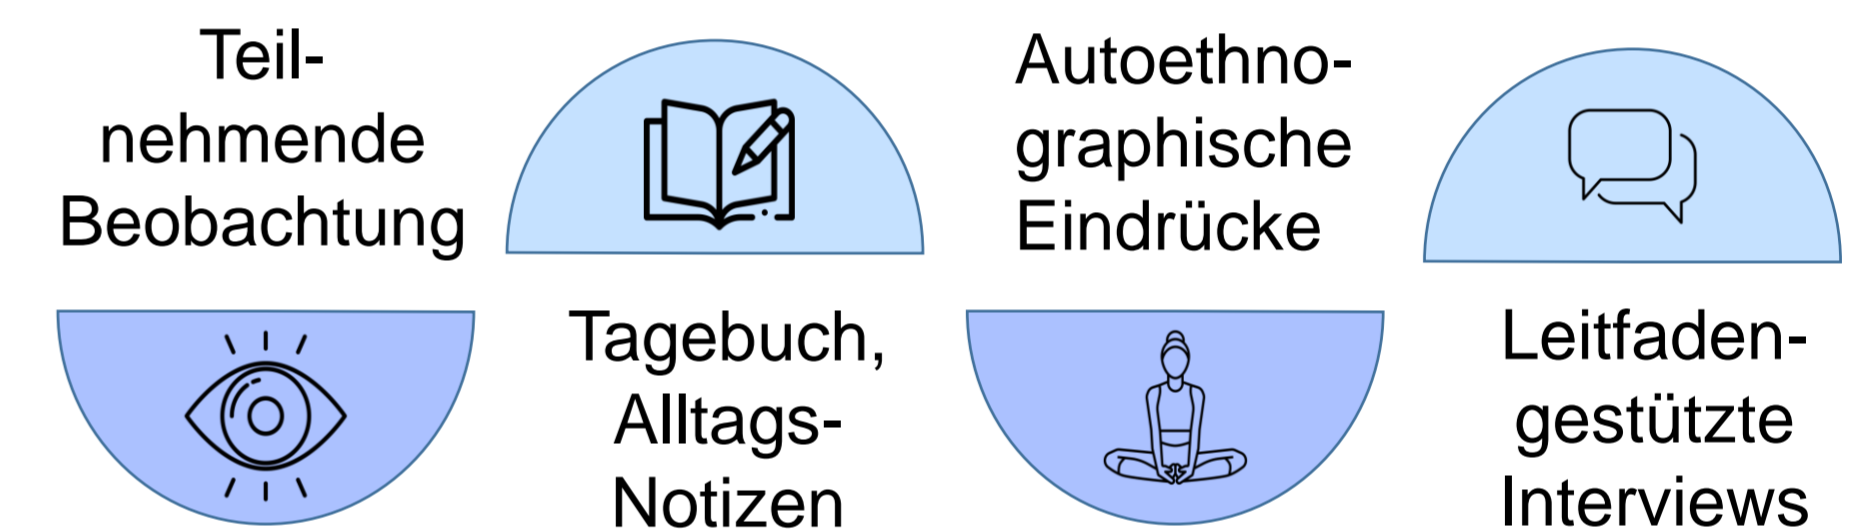 Teil-
nehmende
Beobachtung
Tagebuch,
Alltags-
Notizen
Autoethno-
graphische
Eindrücke
Leitfaden-
gestützte
Interviews